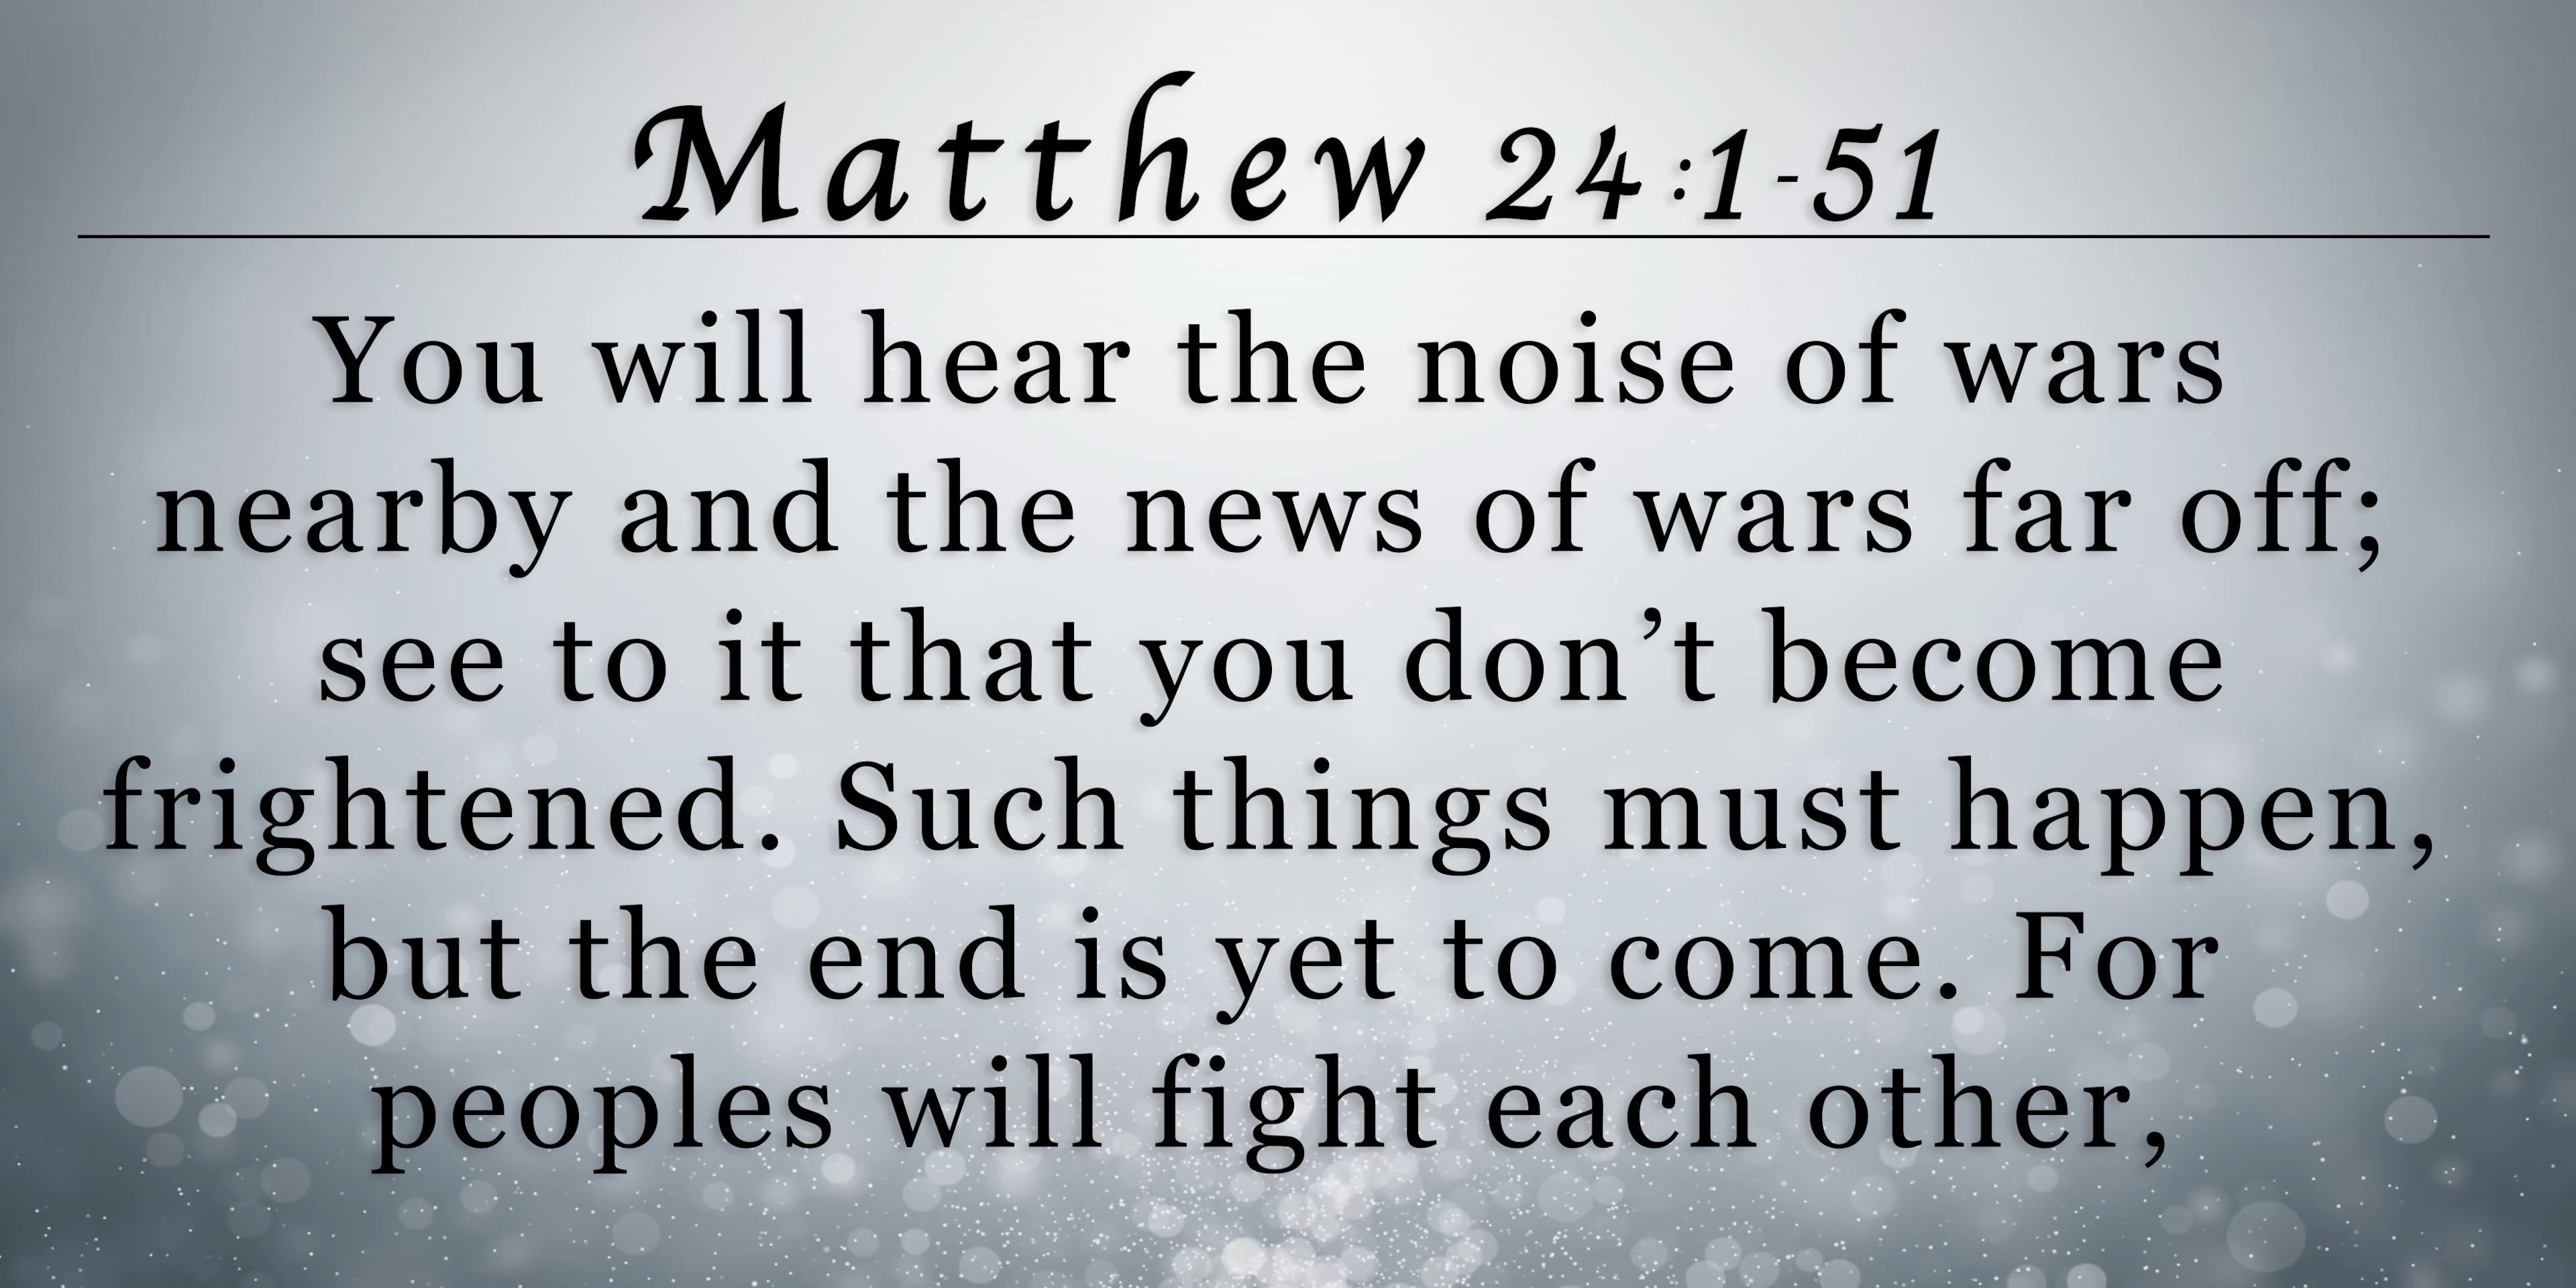 Matthew 24:1-51
You will hear the noise of wars
nearby and the news of wars far off;
see to it that you don’t become
frightened. Such things must happen,
but the end is yet to come. For
peoples will fight each other,